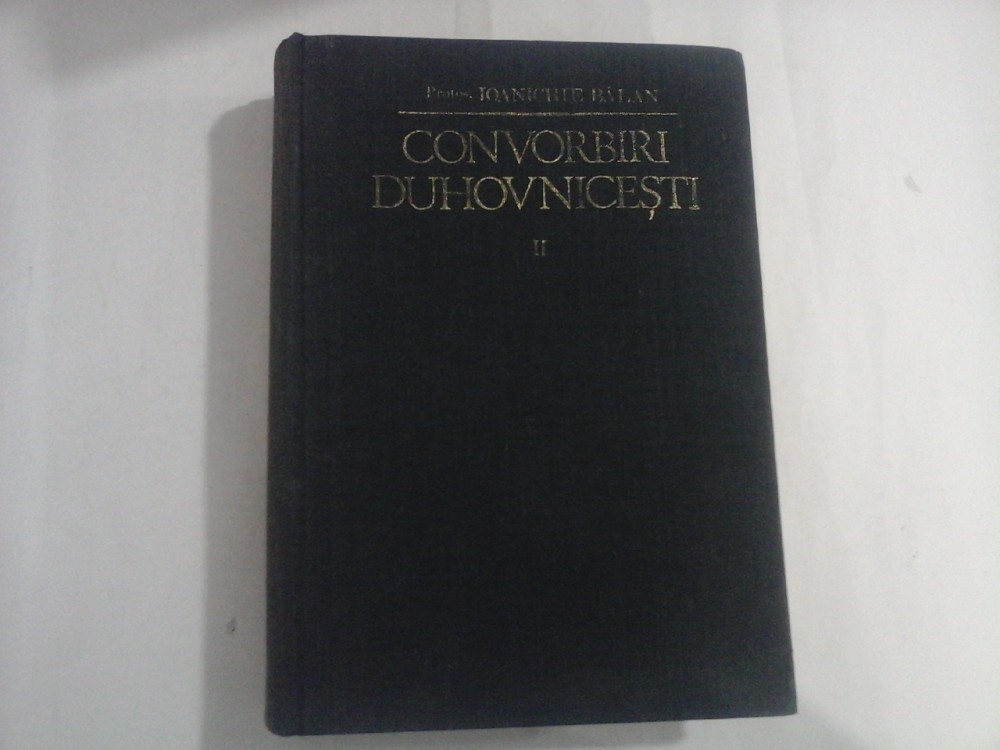 Protos. IOANICHIE BĂLAN
CONVORBIRI
DUHOVNICEȘTI
II